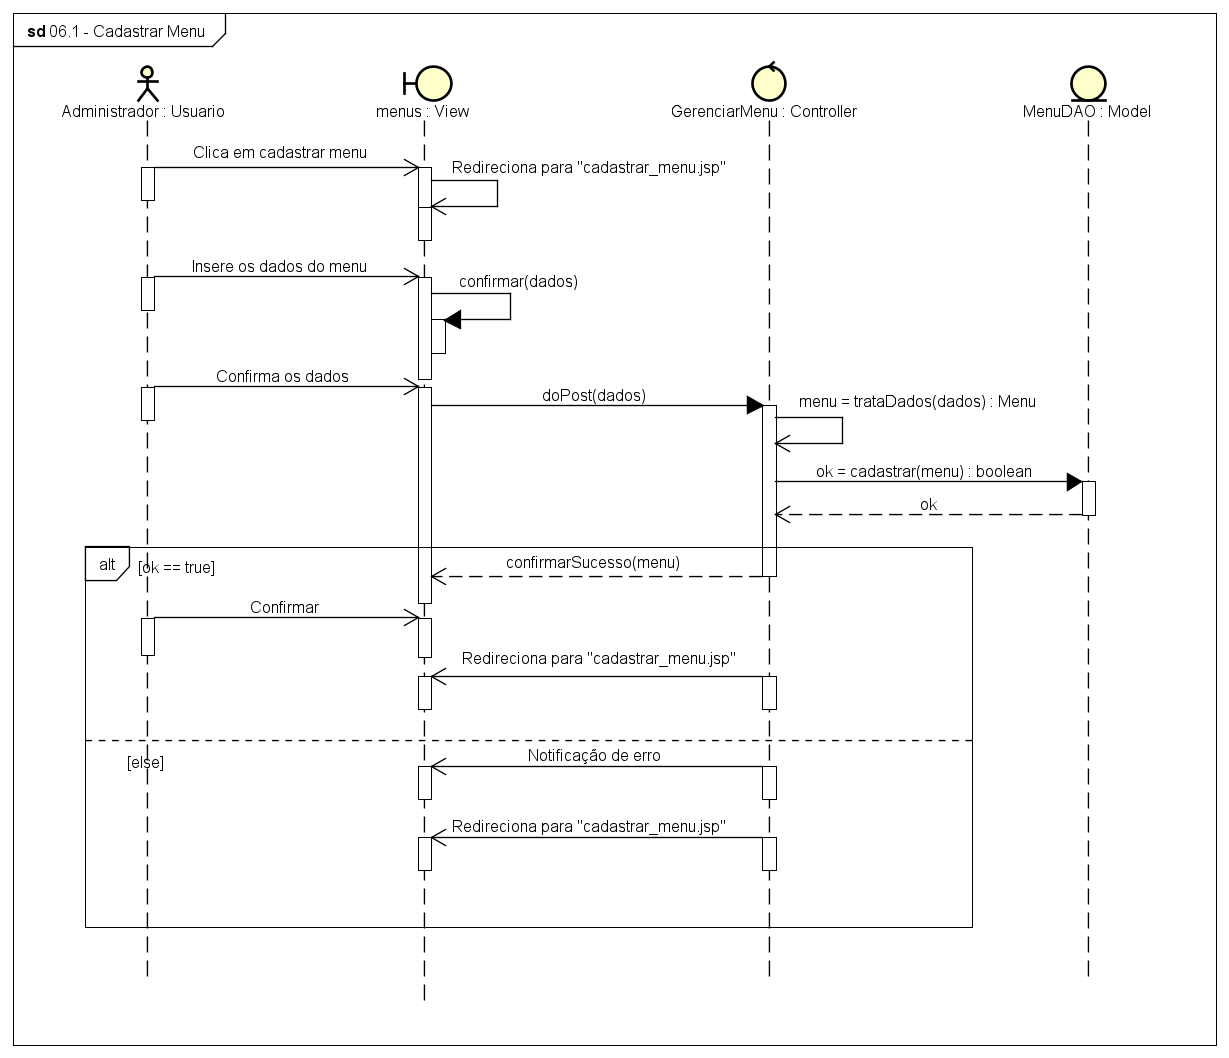 sd 06.1 - Cadastrar Menu
Administrador : Usuario
menus : View
GerenciarMenu : Controller
MenuDAO : Model
Clica em cadastrar menu
Redireciona para "cadastrar_menu.jsp"
Insere os dados do menu
confirmar(dados)
Confirma os dados
doPost(dados)
menu = trataDados(dados) : Menu
ok = cadastrar(menu) : boolean
ok
alt
[ok == true]
confirmarSucesso(menu)
Confirmar
Redireciona para "cadastrar_menu.jsp"
[else]
Notificação de erro
Redireciona para "cadastrar_menu.jsp"